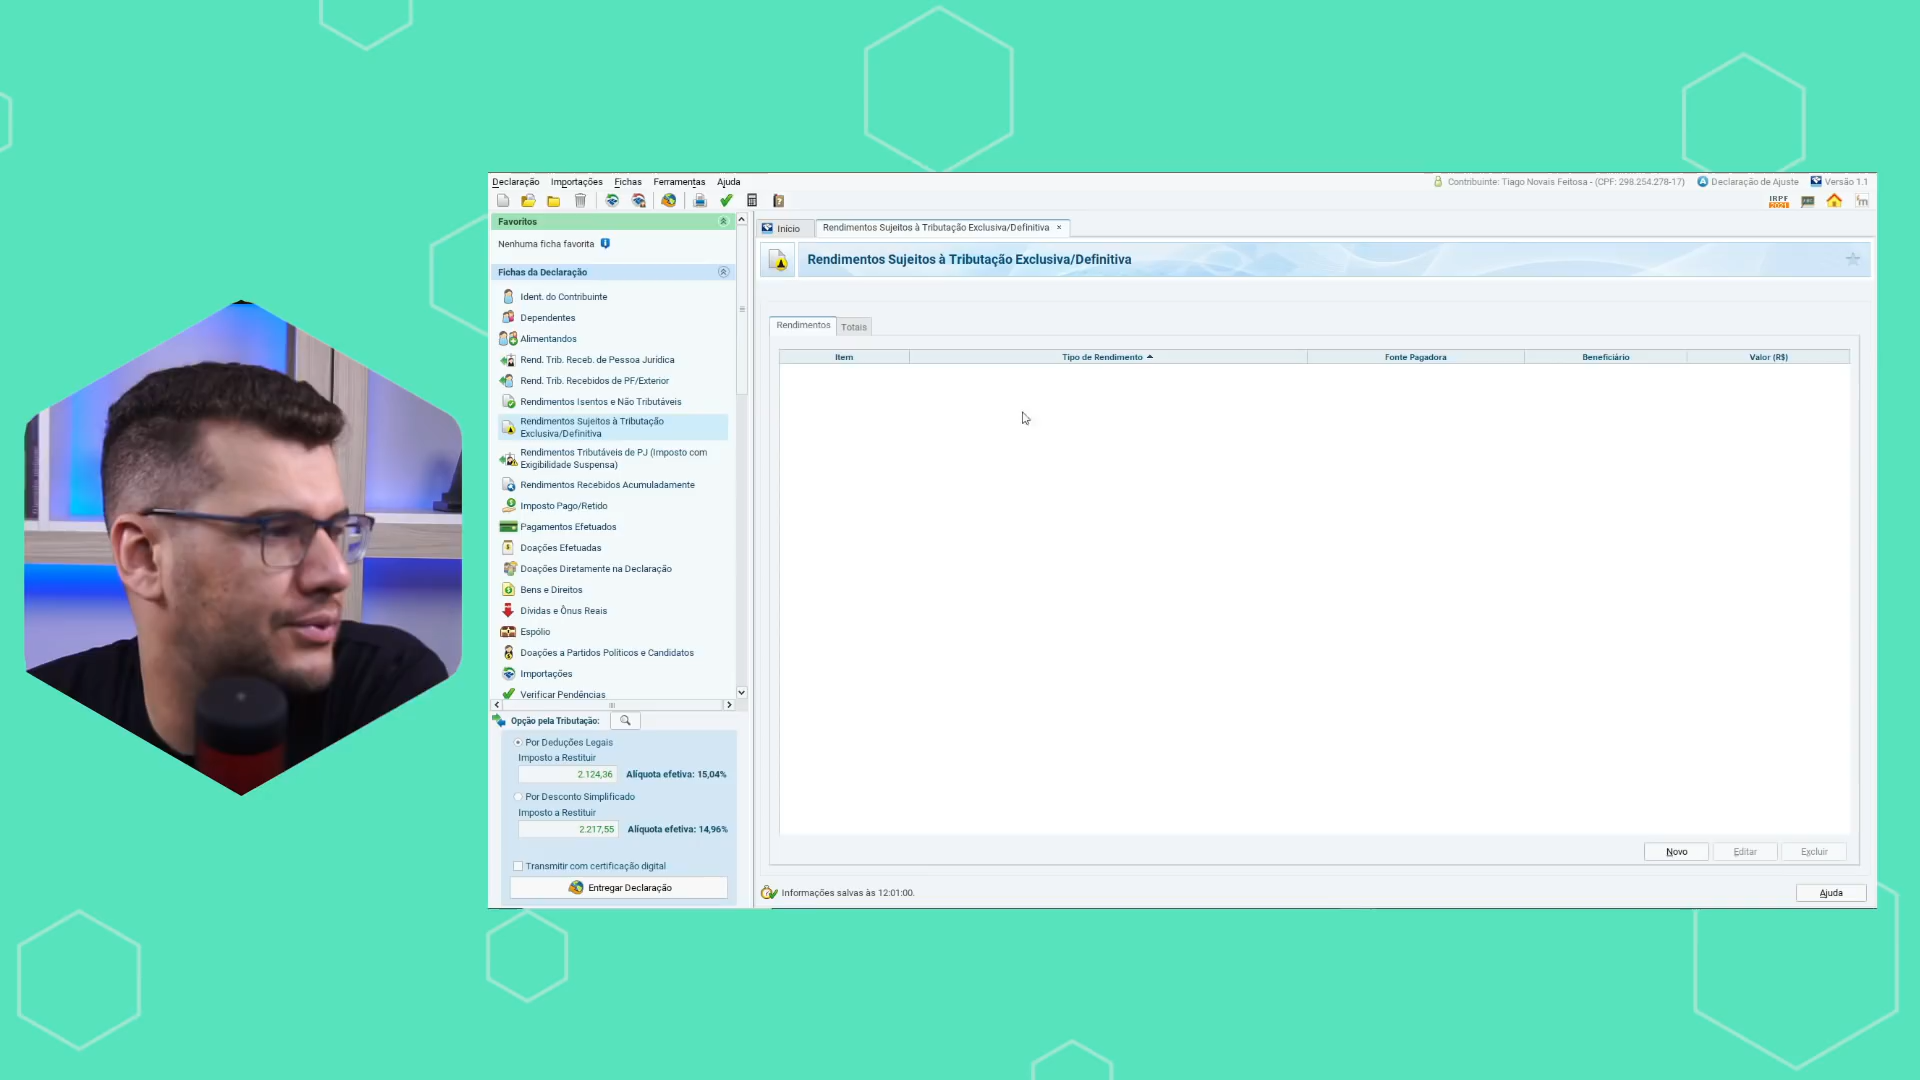 Declaração Importações Fichas Ferramentas Ajuda
Contribuinte: Tiago Novais Feitosa - (CPF: 298.254.278-17) Declaração de Ajuste Versão 1.1
IRPF
2021
Favoritos
Nenhuma ficha favorita
Fichas da Declaração
Ident. do Contribuinte
Dependentes
Alimentandos
Rend. Trib. Receb. de Pessoa Jurídica
Rend. Trib. Recebidos de PF/Exterior
Rendimentos Isentos e Não Tributáveis
Rendimentos Sujeitos à Tributação
Exclusiva/Definitiva
Rendimentos Tributáveis de PJ (Imposto com
Exigibilidade Suspensa)
Rendimentos Recebidos Acumuladamente
Imposto Pago/Retido
Pagamentos Efetuados
Doações Efetuadas
Doações Diretamente na Declaração
Bens e Direitos
Dívidas e Ônus Reais
Espólio
Doações a Partidos Políticos e Candidatos
Importações
Verificar Pendências
Opção pela Tributação:
Por Deduções Legais
Imposto a Restituir
2.124,36 Alíquota efetiva: 15,04%
Por Desconto Simplificado
Imposto a Restituir
2.217,55 Alíquota efetiva: 14,96%
Transmitir com certificação digital
Entregar Declaração
Início Rendimentos Sujeitos à Tributação Exclusiva/Definitiva ×
Rendimentos Sujeitos à Tributação Exclusiva/Definitiva
Rendimentos Totais
Item Tipo de Rendimento Fonte Pagadora Beneficiário Valor (R$)
Novo Editar Excluir
Informações salvas às 12:01:00.
Ajuda